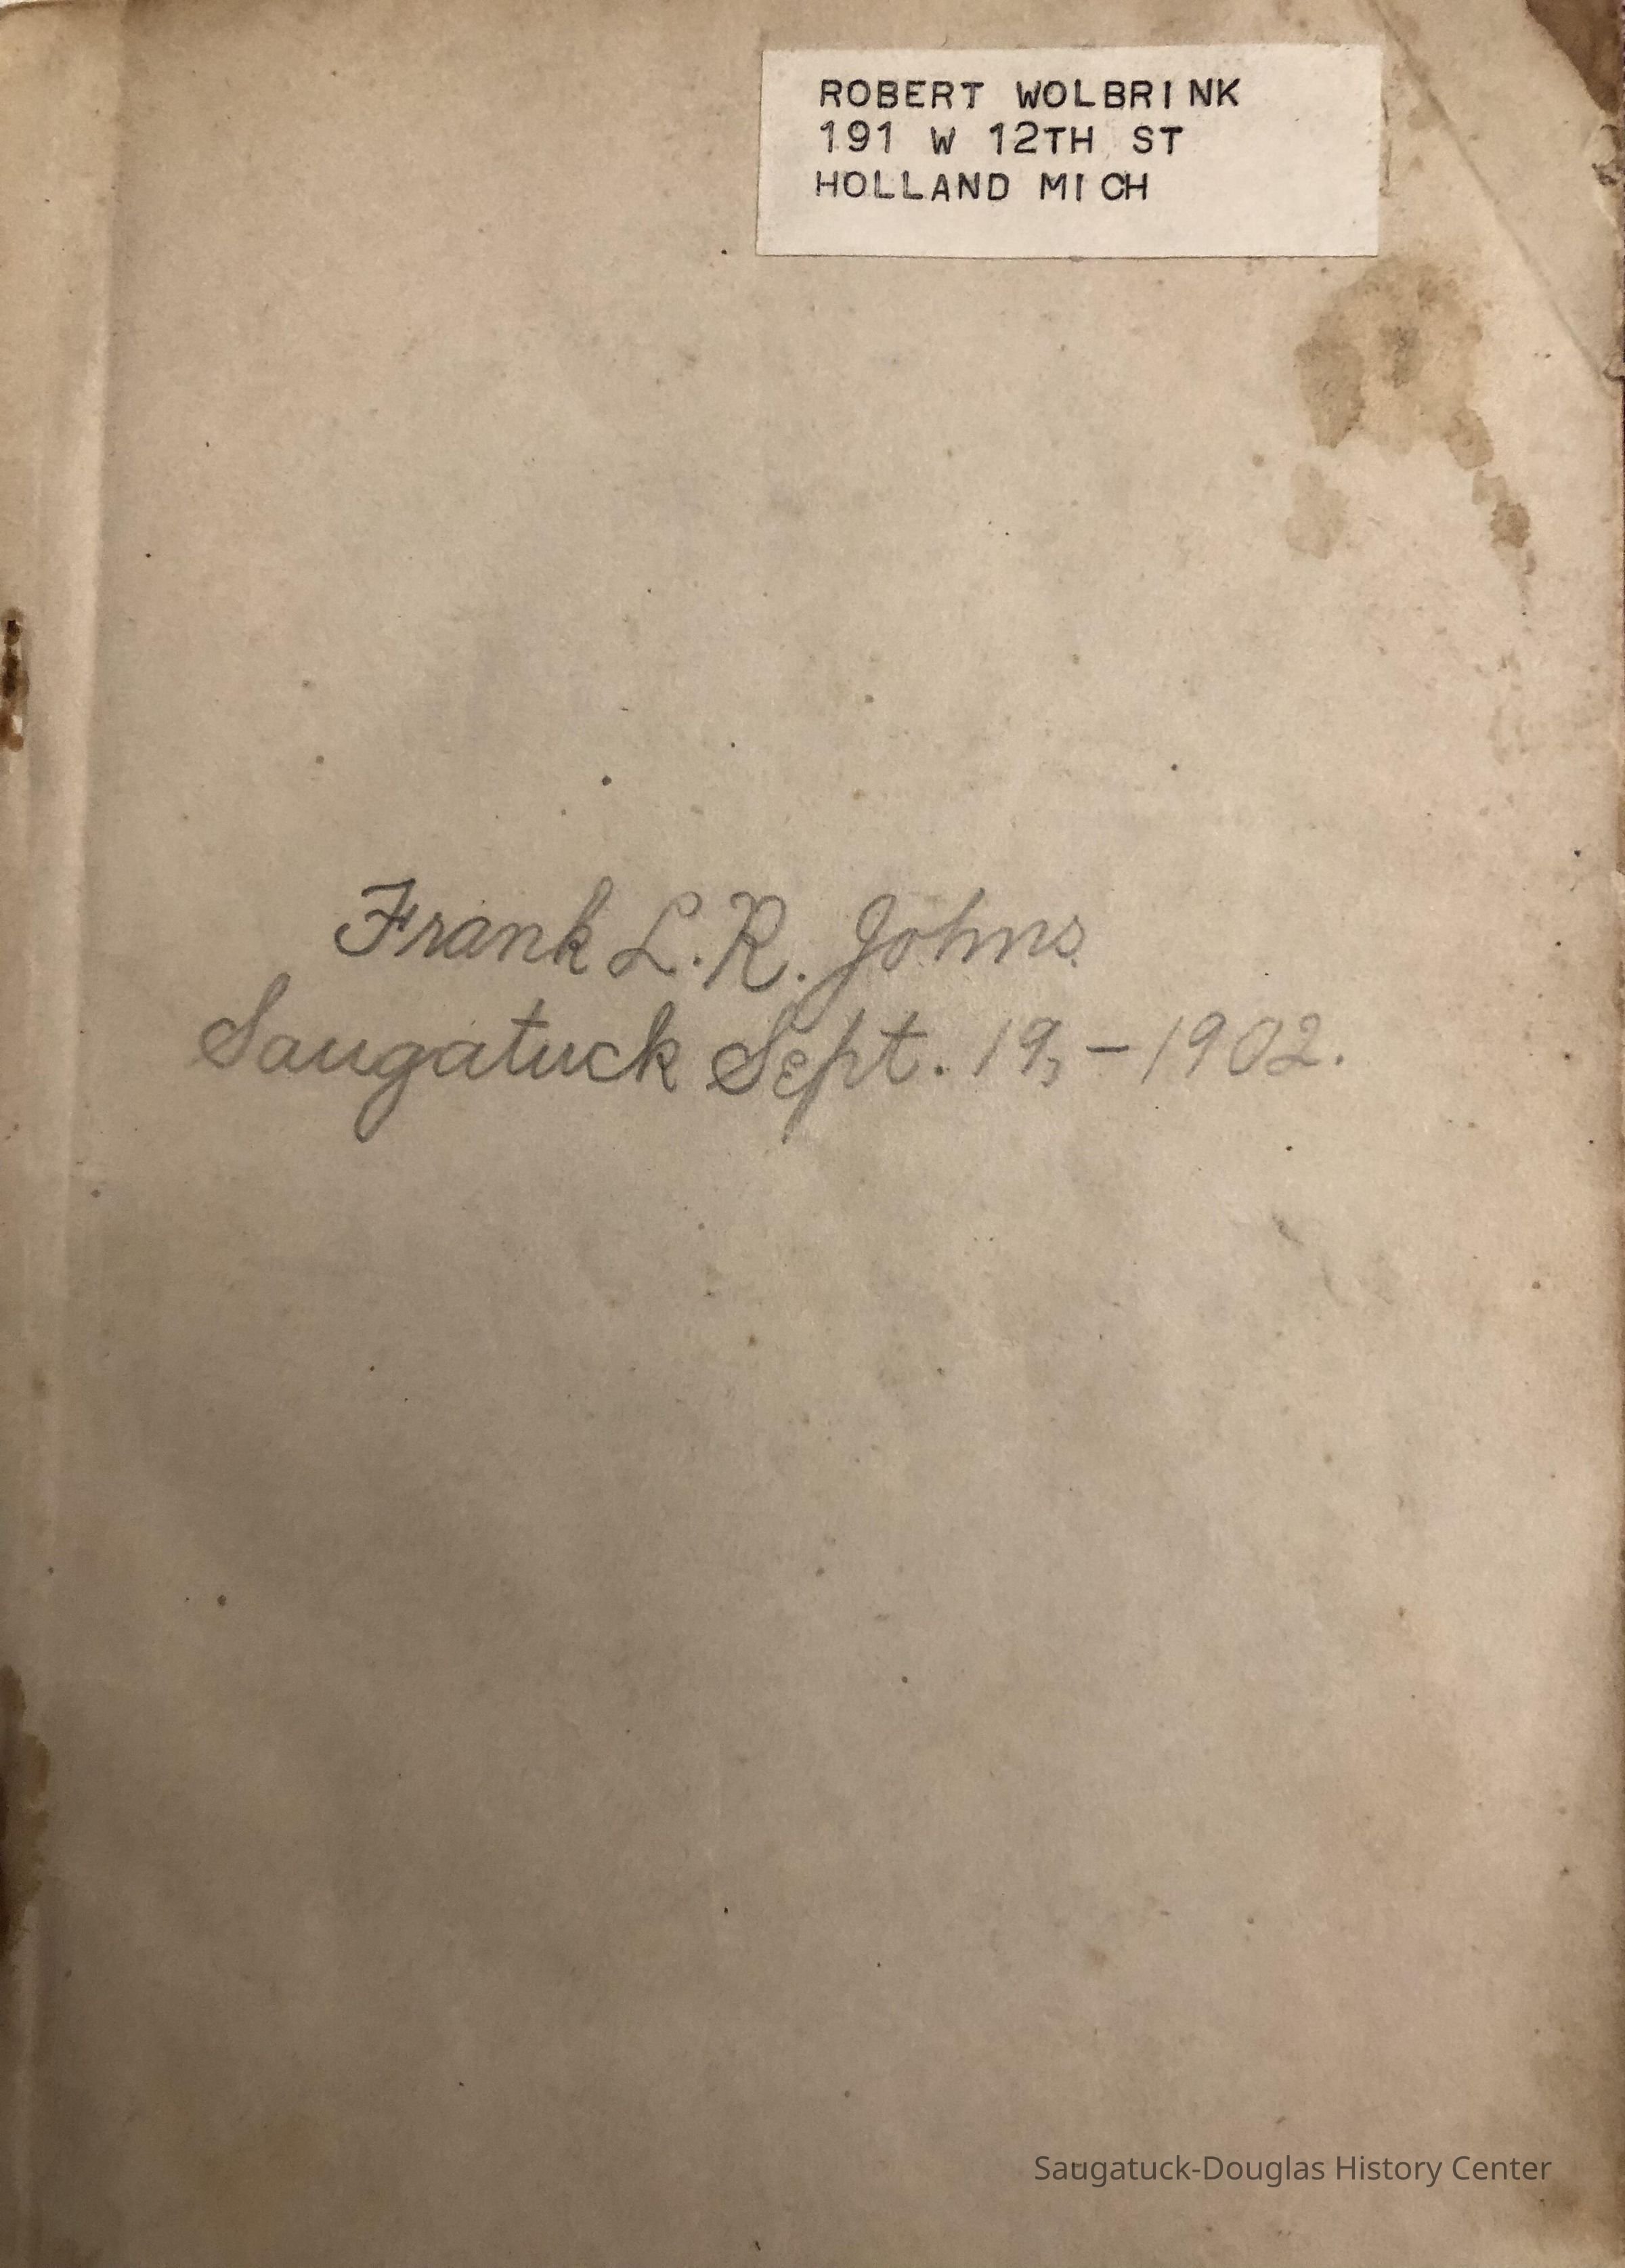 ROBERT WOLBRINK
191 W 12TH ST
HOLLAND MICH
Frank L. R. Johns.
Saugatuck Sept. 19, - 1902.
Saugatuck-Douglas History Center